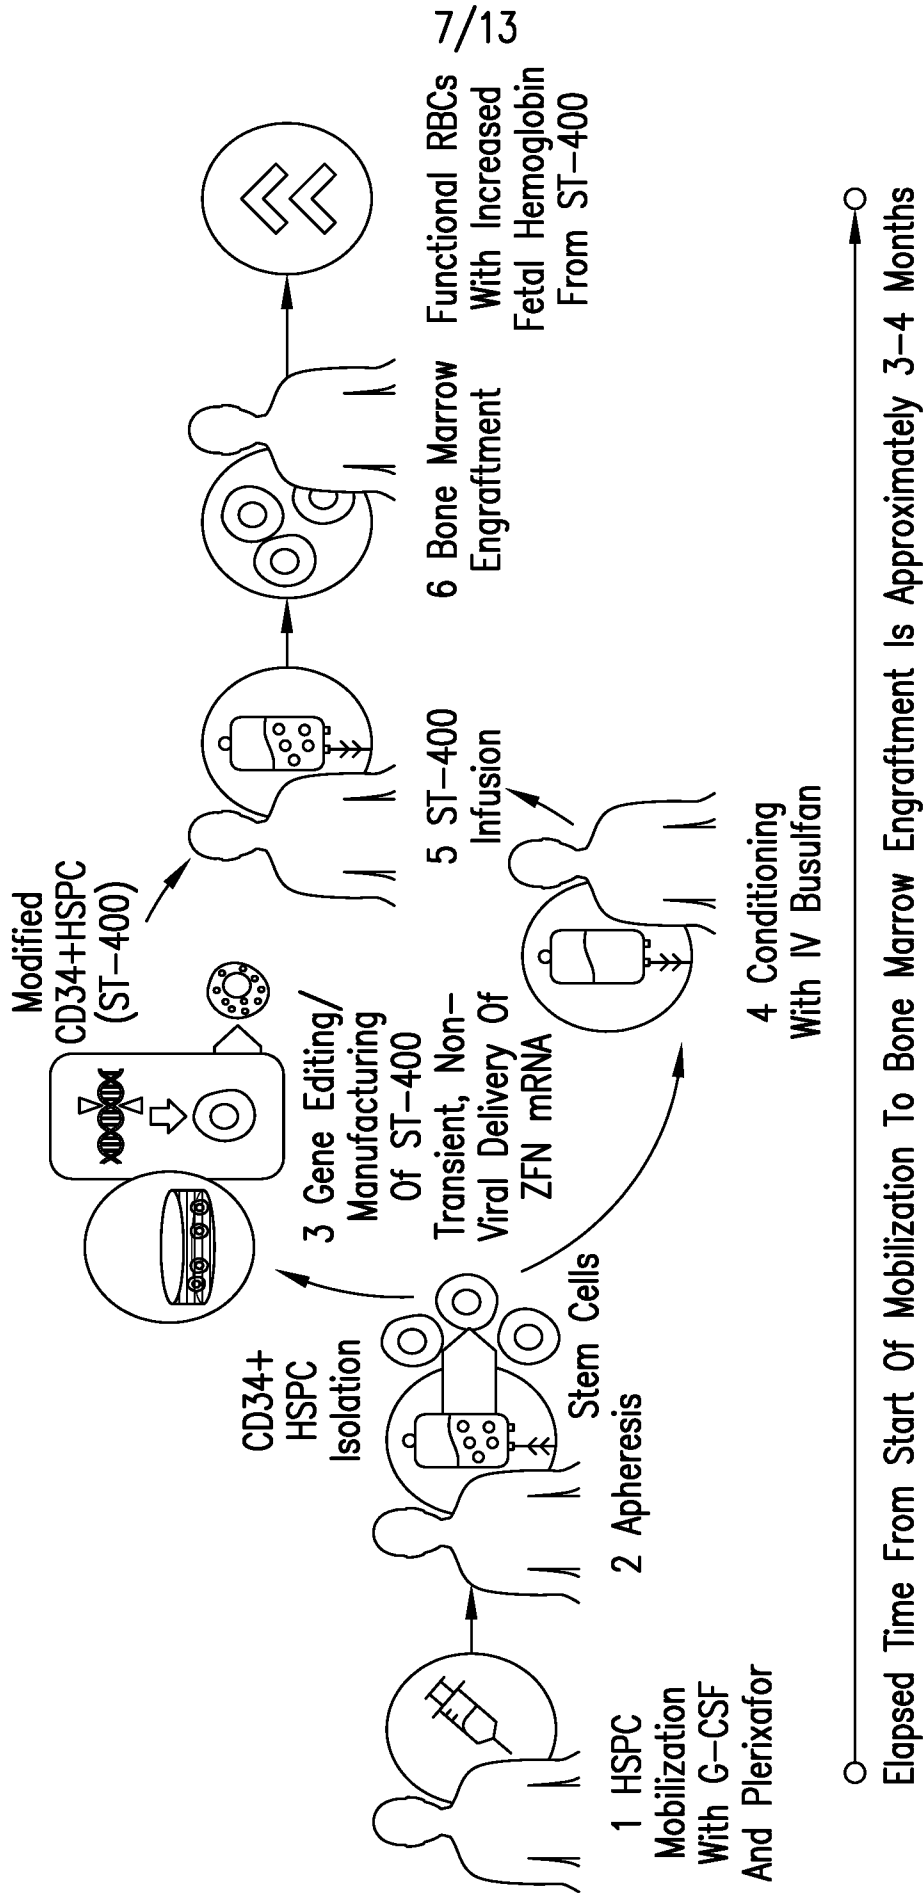 7/13
1 HSPC
Mobilization
With G-CSF
And Plerixafor
2 Apheresis
Stem Cells
CD34+
HSPC
Isolation
3 Gene Editing/
Manufacturing
Of ST-400
Transient, Non-
Viral Delivery Of
ZFN mRNA
Modified
CD34+HSPC
(ST-400)
4 Conditioning
With IV Busulfan
5 ST-400
Infusion
6 Bone Marrow
Engraftment
Functional RBCs
With Increased
Fetal Hemoglobin
From ST-400
Elapsed Time From Start Of Mobilization To Bone Marrow Engraftment Is Approximately 3-4 Months